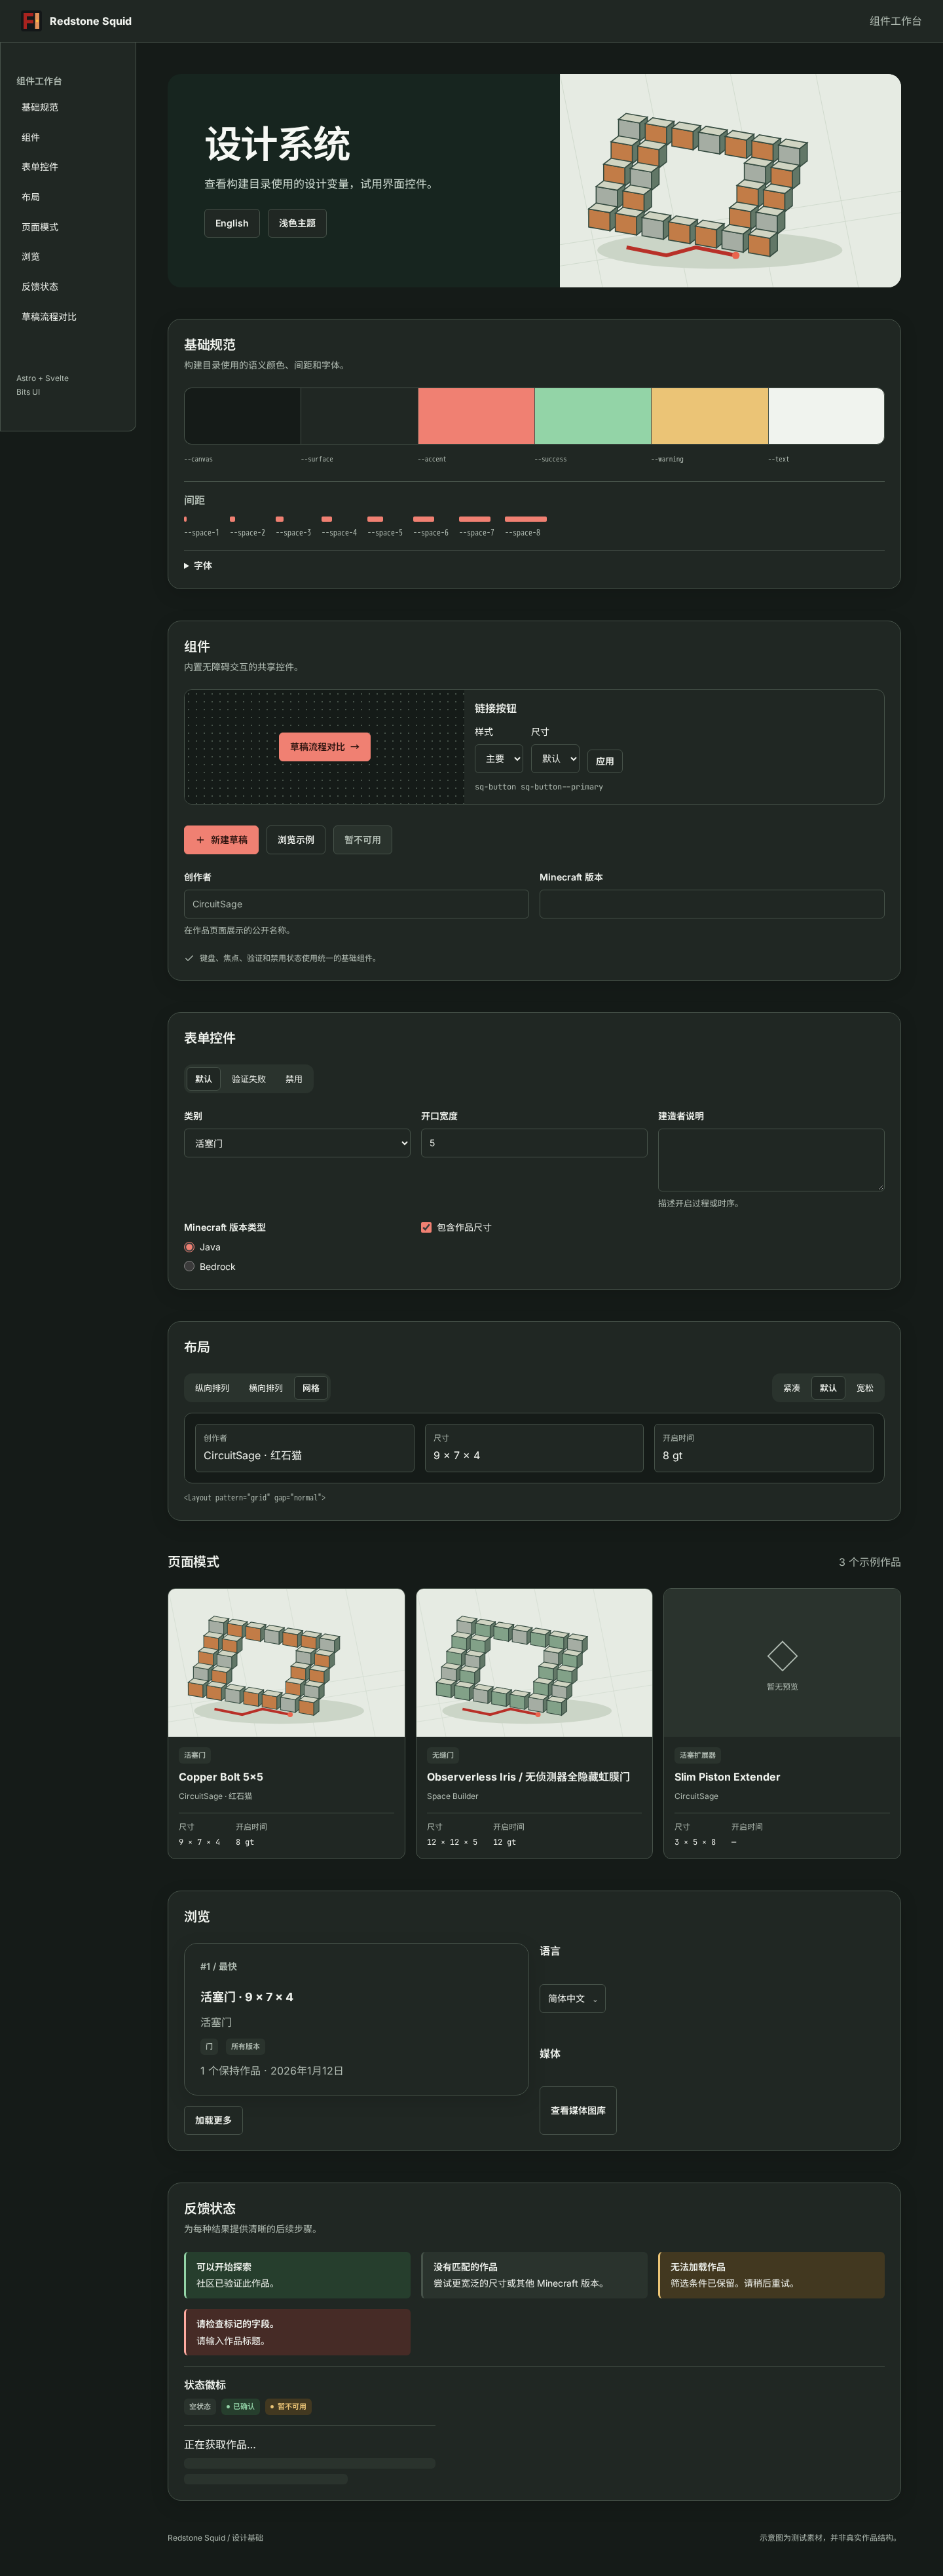 Redstone Squid
组件工作台
组件工作台
基础规范
组件
表单控件
布局
页面模式
浏览
反馈状态
草稿流程对比
Astro + Svelte
Bits UI
设计系统
查看构建目录使用的设计变量，试用界面控件。
English 浅色主题
基础规范
构建目录使用的语义颜色、间距和字体。
--canvas --surface --accent --success --warning --text
间距
--space-1 --space-2 --space-3 --space-4 --space-5 --space-6 --space-7 --space-8
字体
组件
内置无障碍交互的共享控件。
草稿流程对比 →
链接按钮
样式 尺寸
主要 默认 应用
sq-button sq-button--primary
+ 新建草稿 浏览示例 暂不可用
创作者 Minecraft 版本
CircuitSage
在作品页面展示的公开名称。
键盘、焦点、验证和禁用状态使用统一的基础组件。
表单控件
默认 验证失败 禁用
类别 开口宽度 建造者说明
活塞门 5
描述开启过程或时序。
Minecraft 版本类型 包含作品尺寸
Java
Bedrock
布局
纵向排列 横向排列 网格 紧凑 默认 宽松
创作者 尺寸 开启时间
CircuitSage · 红石猫 9 × 7 × 4 8 gt
<Layout pattern="grid" gap="normal">
页面模式 3 个示例作品
暂无预览
活塞门 无缝门 活塞扩展器
Copper Bolt 5×5 Observerless Iris / 无侦测器全隐藏虹膜门 Slim Piston Extender
CircuitSage · 红石猫 Space Builder CircuitSage
尺寸 开启时间 尺寸 开启时间 尺寸 开启时间
9 × 7 × 4 8 gt 12 × 12 × 5 12 gt 3 × 5 × 8 —
浏览
#1 / 最快
活塞门 · 9 × 7 × 4
活塞门
门 所有版本
1 个保持作品 · 2026年1月12日
加载更多
语言
简体中文
媒体
查看媒体图库
反馈状态
为每种结果提供清晰的后续步骤。
可以开始探索 没有匹配的作品 无法加载作品
社区已验证此作品。 尝试更宽泛的尺寸或其他 Minecraft 版本。 筛选条件已保留。请稍后重试。
请检查标记的字段。
请输入作品标题。
状态徽标
空状态 已确认 暂不可用
正在获取作品…
Redstone Squid / 设计基础 示意图为测试素材，并非真实作品结构。